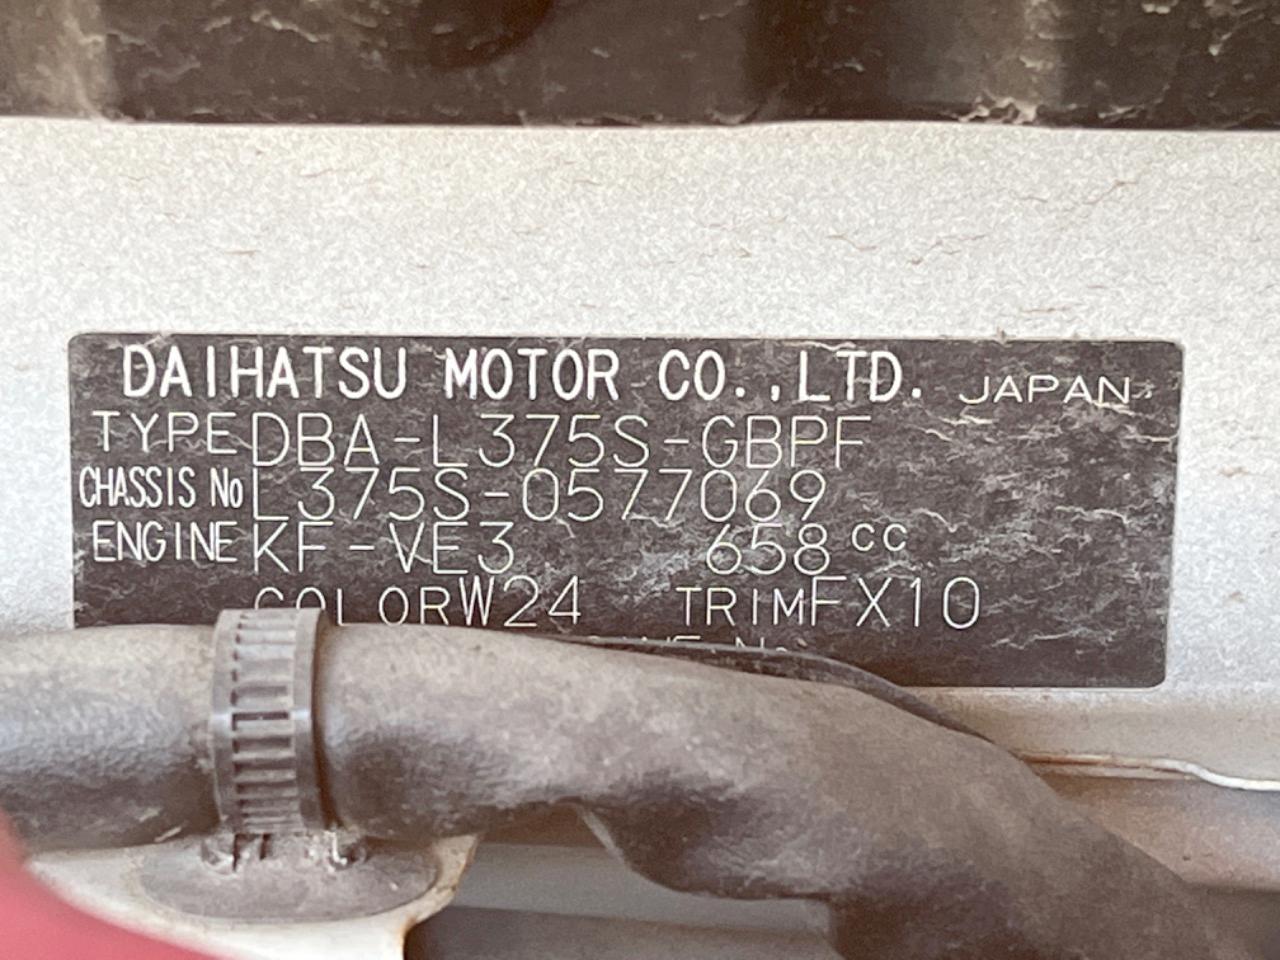 DAIHATSU MOTOR CO.,LTD. JAPAN
TYPE DBA-L375S-GBPF
CHASSIS No L375S-0577069
ENGINE KF-VE3 658 CC
COLOR W24 TRIM FX10